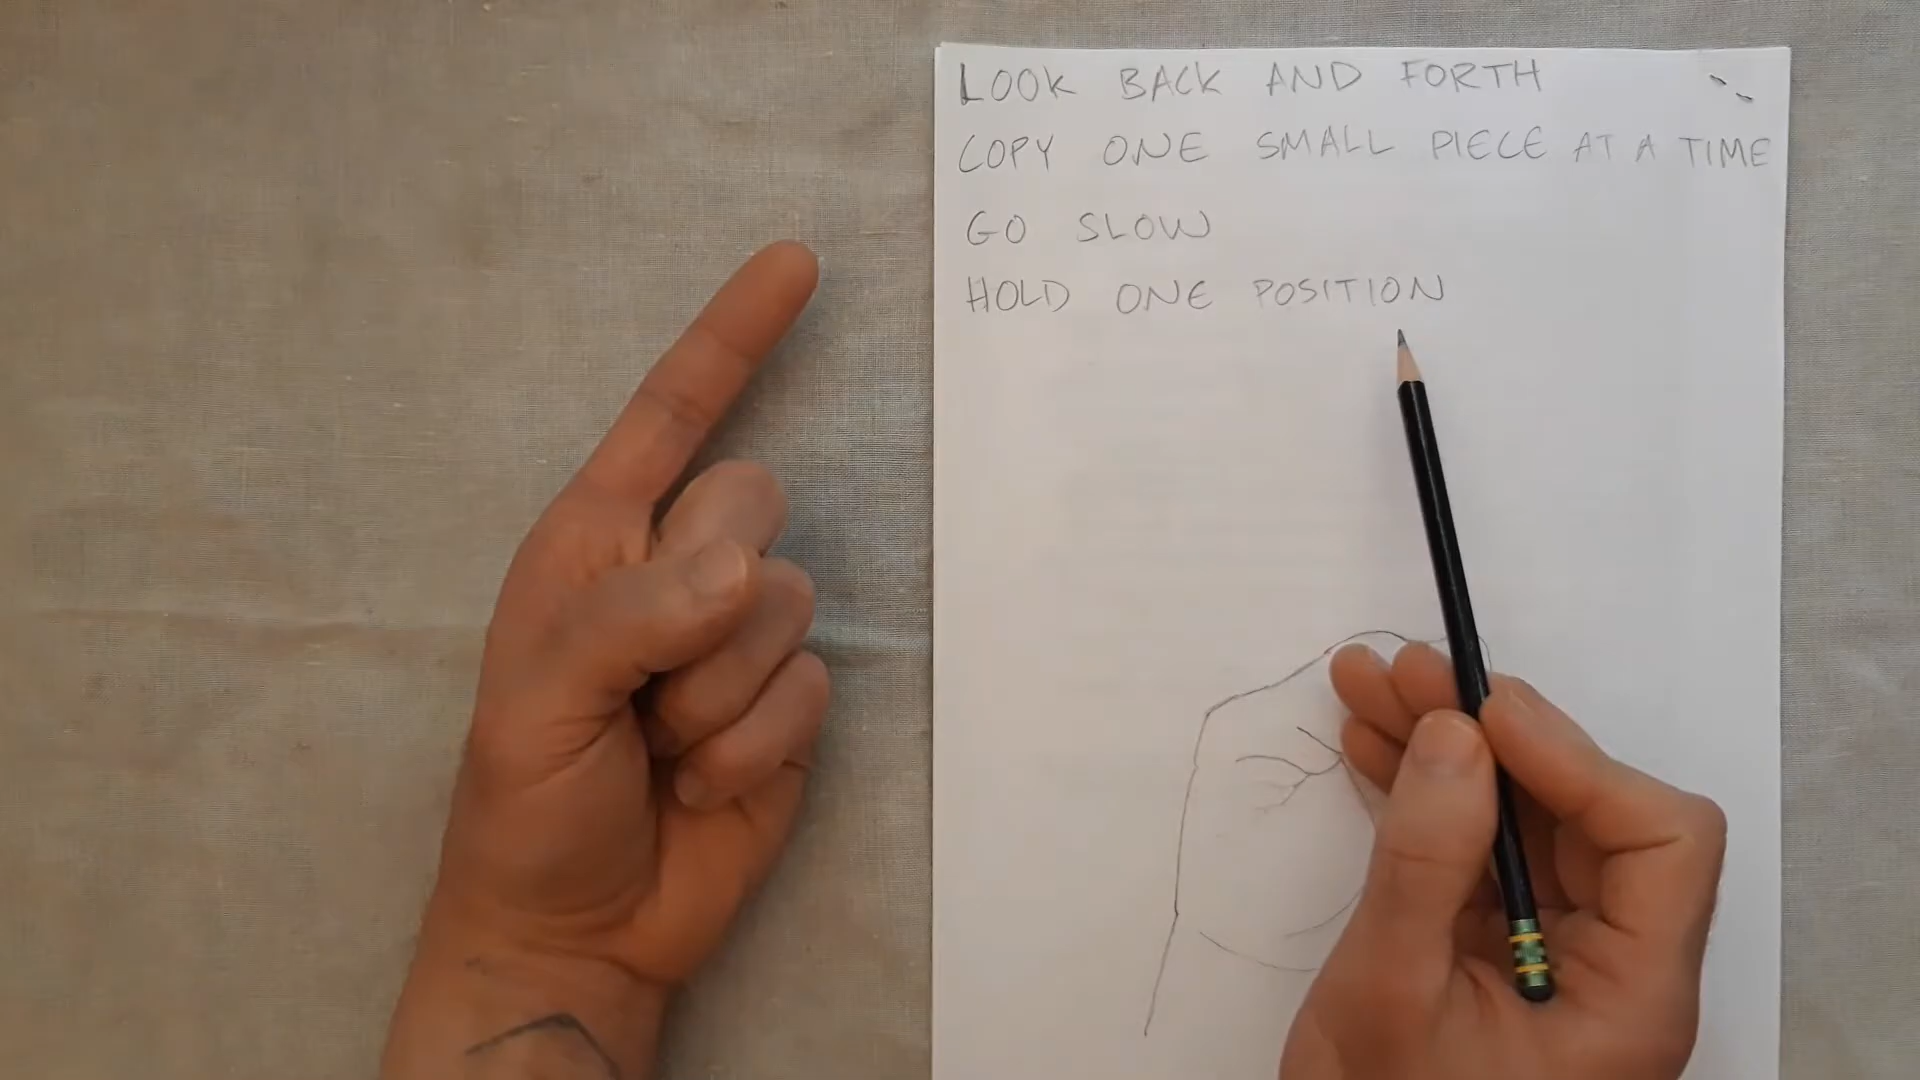 LOOK BACK AND FORTH
COPY ONE SMALL PIECE AT A TIME
GO SLOW
HOLD ONE POSITION